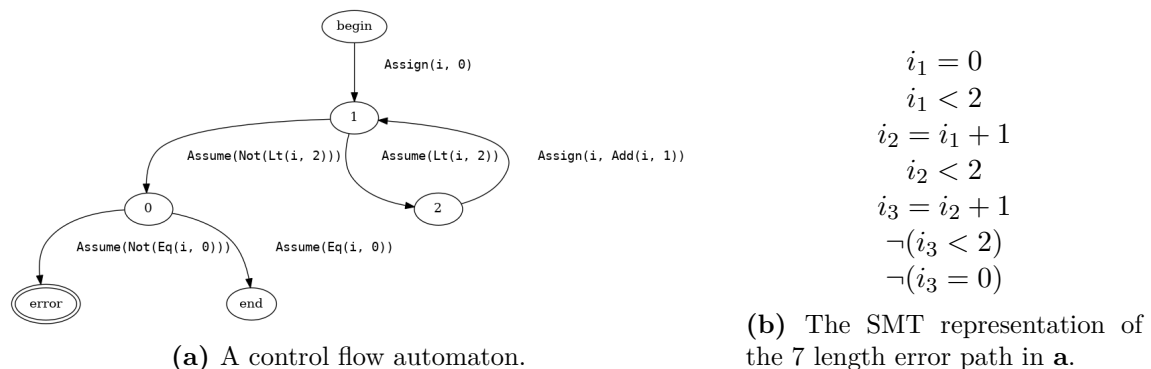 begin
Assign(i, 0)
1
Assume(Not(Lt(i, 2)))
Assume(Lt(i, 2))
Assign(i, Add(i, 1))
0
2
Assume(Not(Eq(i, 0)))
Assume(Eq(i, 0))
error
end
(a) A control flow automaton.
i₁ = 0
i₁ < 2
i₂ = i₁ + 1
i₂ < 2
i₃ = i₂ + 1
¬(i₃ < 2)
¬(i₃ = 0)
(b) The SMT representation of
the 7 length error path in a.